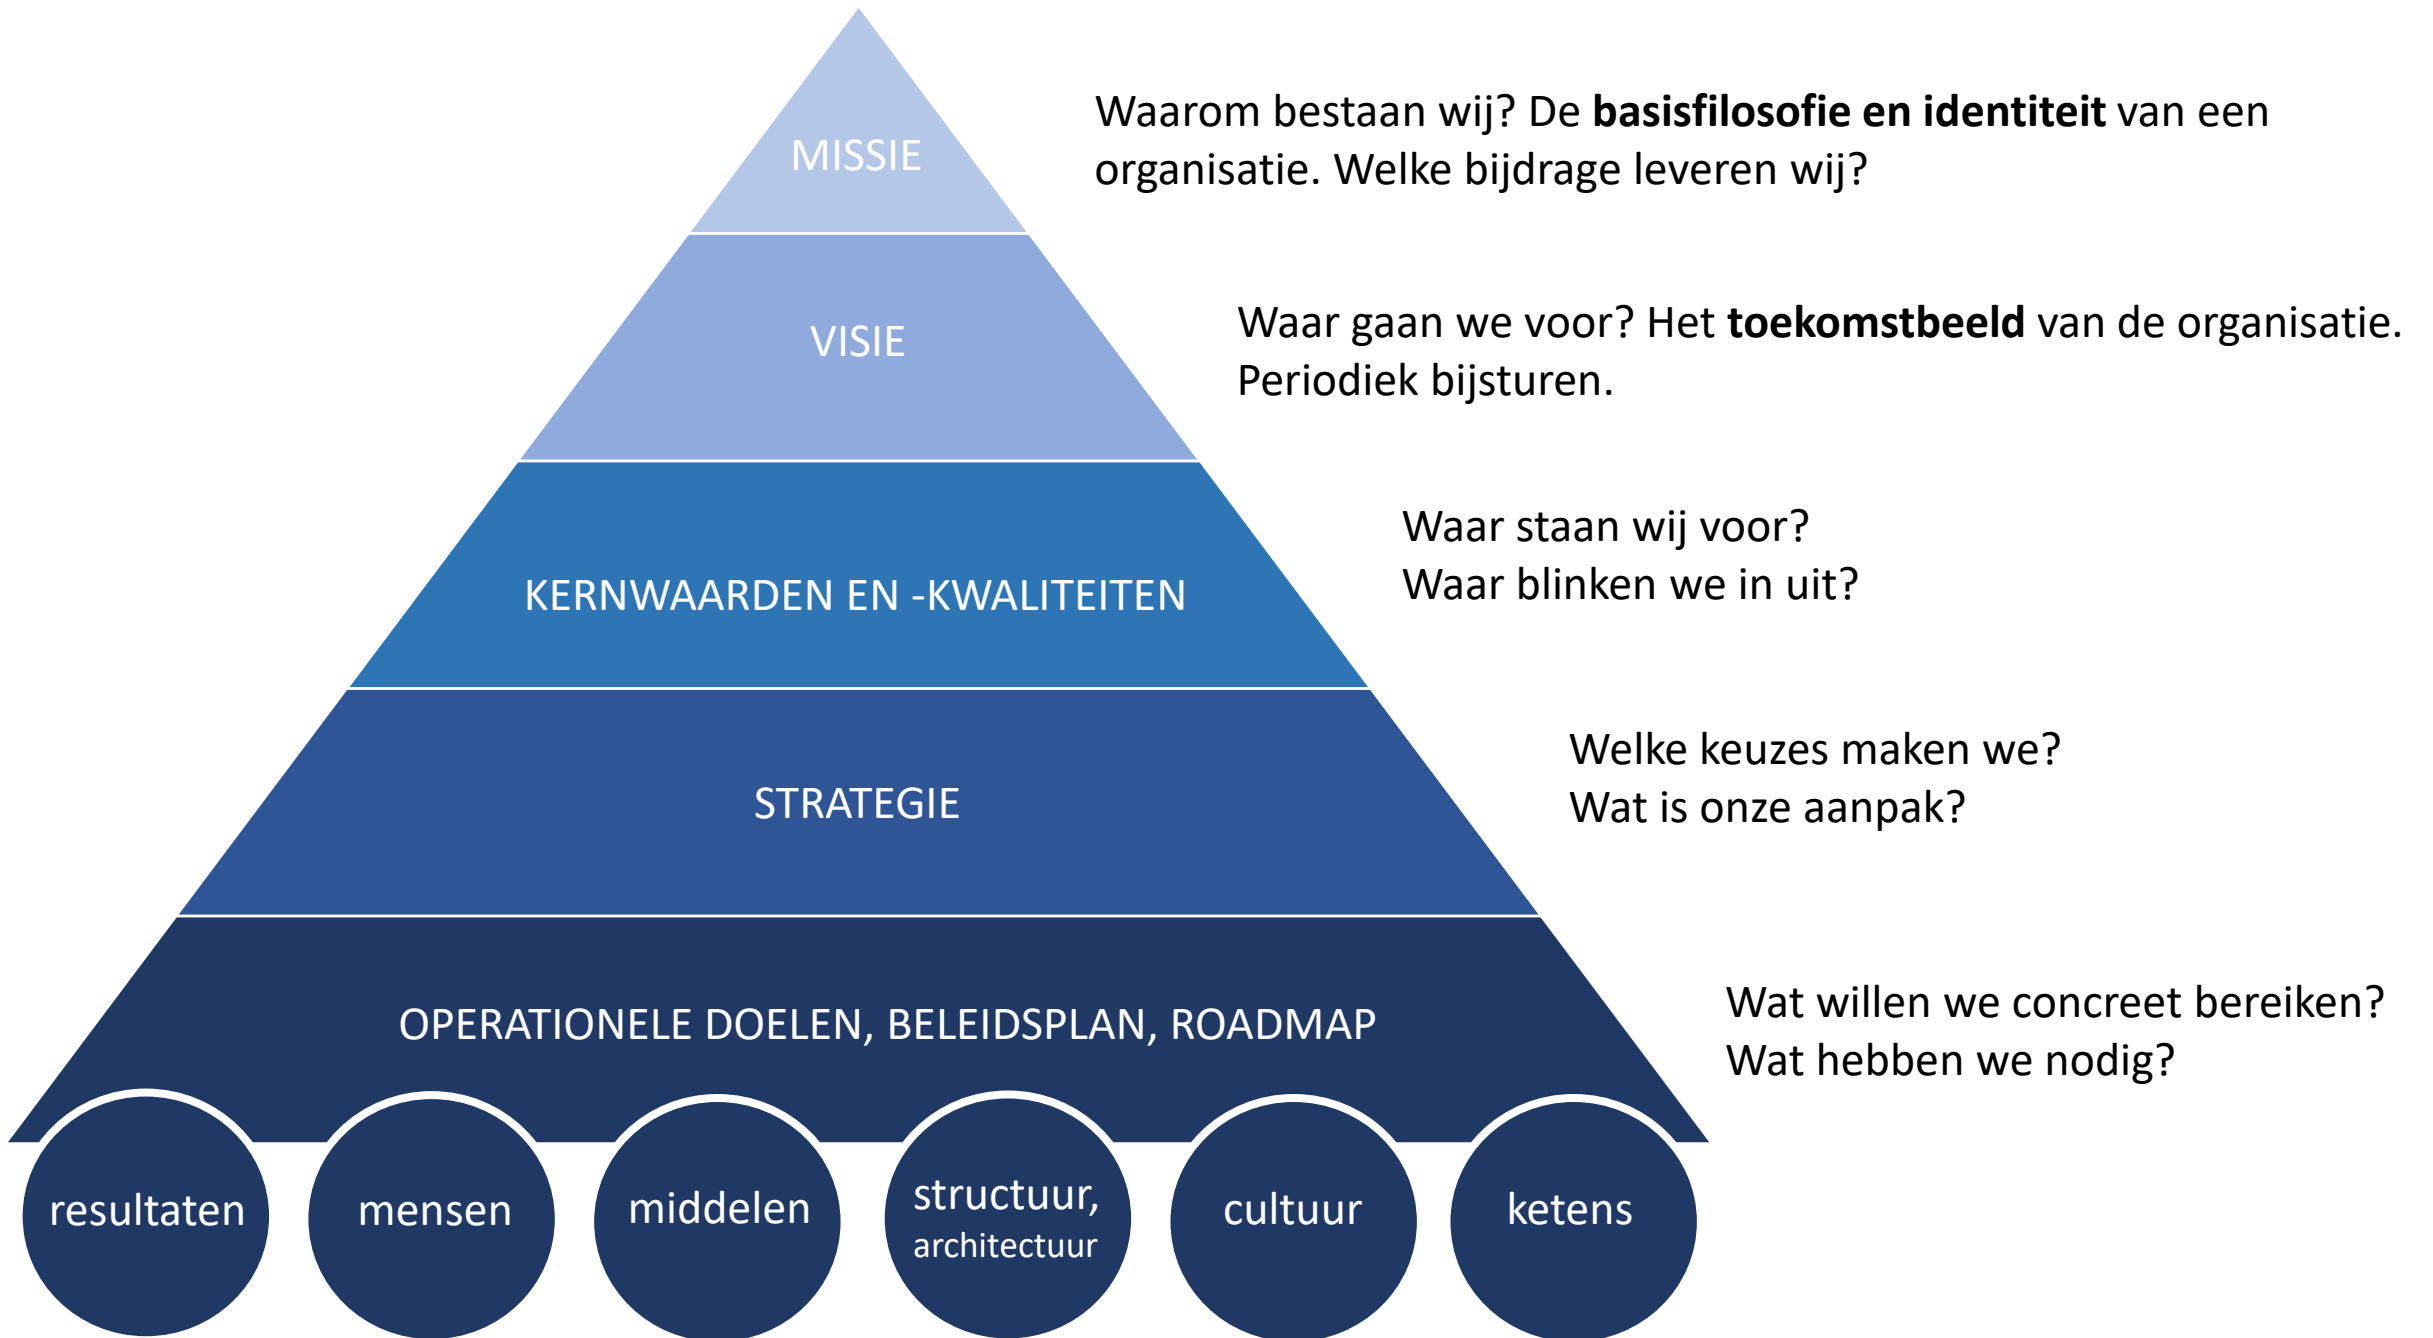 MISSIE
Waarom bestaan wij? De basisfilosofie en identiteit van een
organisatie. Welke bijdrage leveren wij?
VISIE
Waar gaan we voor? Het toekomstbeeld van de organisatie.
Periodiek bijsturen.
KERNWAARDEN EN -KWALITEITEN
Waar staan wij voor?
Waar blinken we in uit?
STRATEGIE
Welke keuzes maken we?
Wat is onze aanpak?
OPERATIONELE DOELEN, BELEIDSPLAN, ROADMAP
Wat willen we concreet bereiken?
Wat hebben we nodig?
resultaten
mensen
middelen
structuur,
architectuur
cultuur
ketens